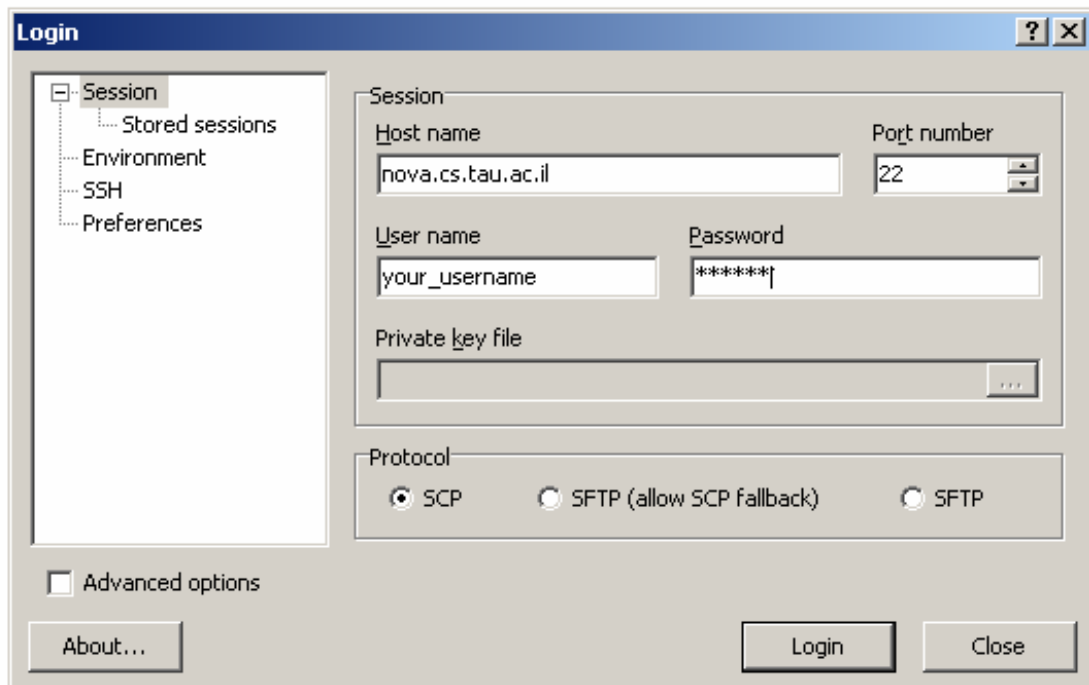 Login
Session
Stored sessions
Environment
SSH
Preferences
Session
Host name
Port number
nova.cs.tau.ac.il
22
User name
Password
your_username
******
Private key file
...
Protocol
SCP
SFTP (allow SCP fallback)
SFTP
Advanced options
About...
Login
Close